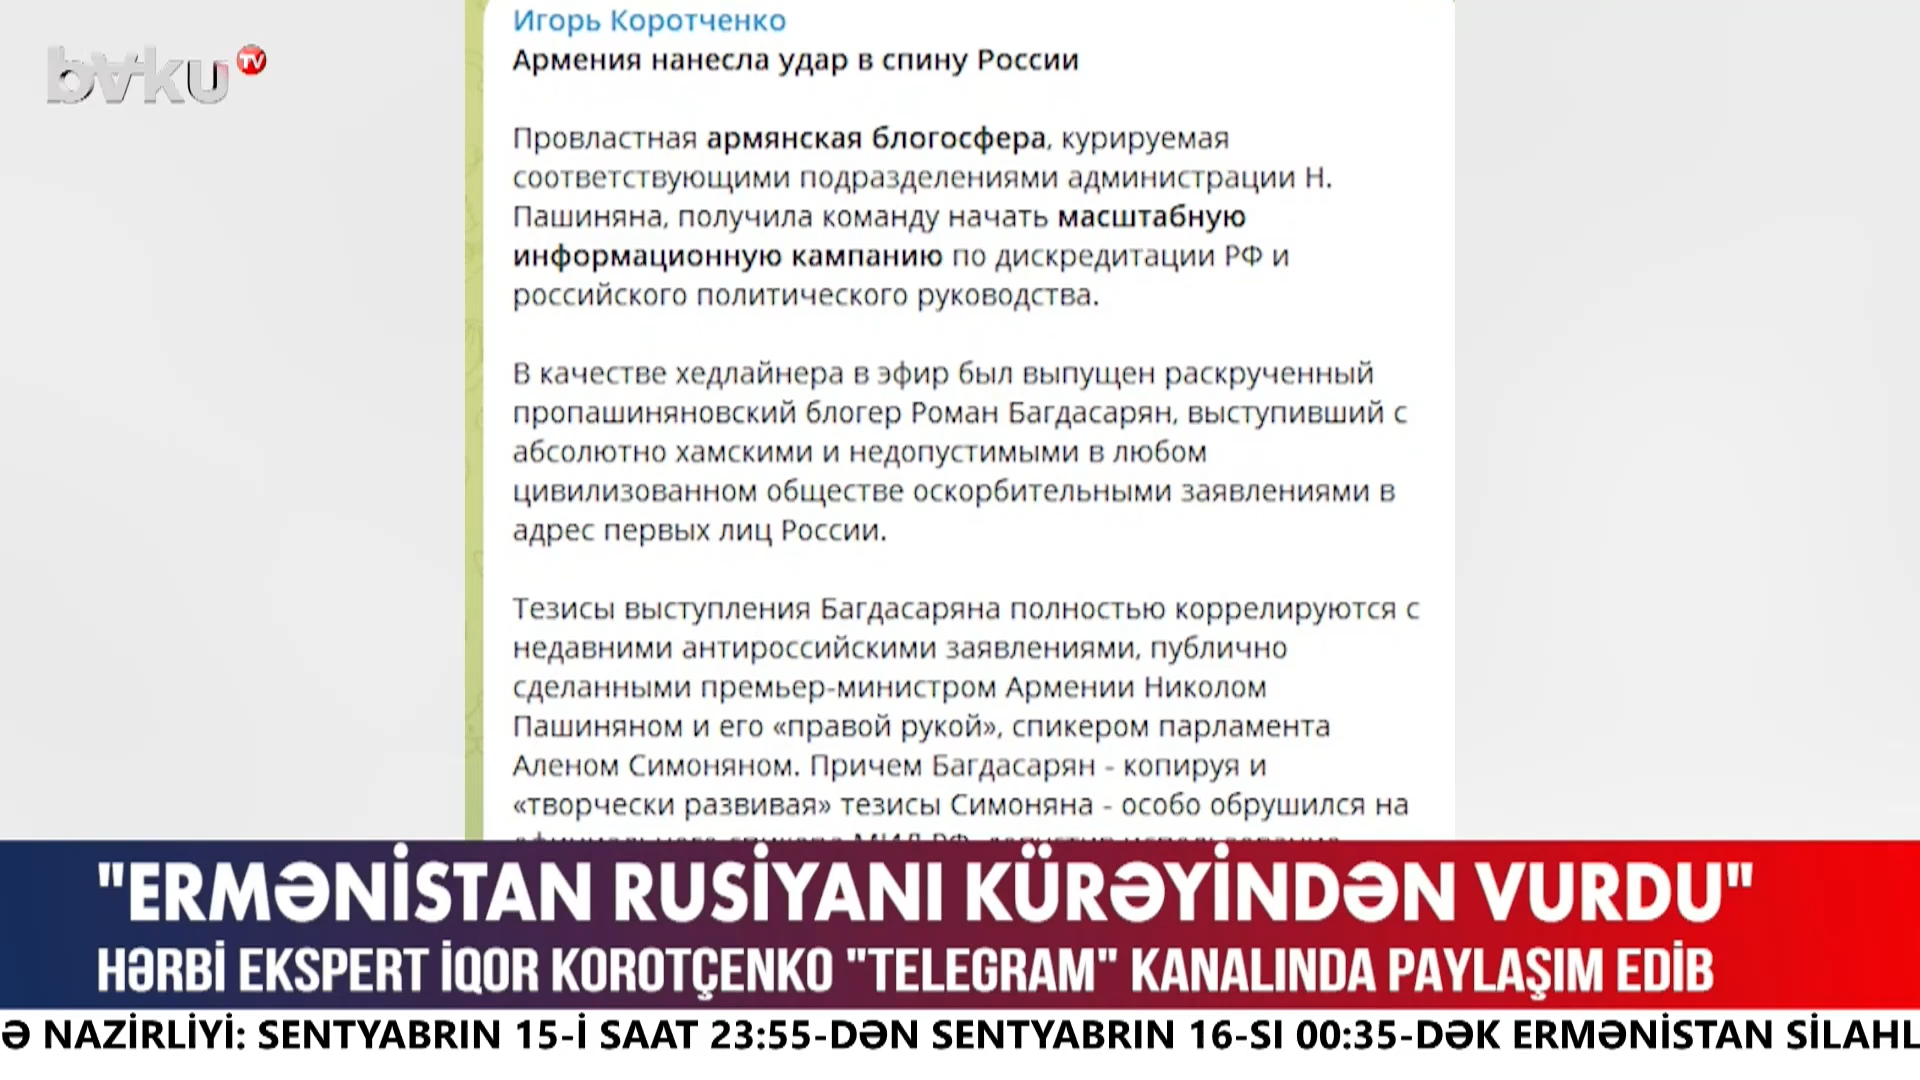 Игорь Коротченко
Армения нанесла удар в спину России
baku TV
Провластная армянская блогосфера, курируемая
соответствующими подразделениями администрации Н.
Пашиняна, получила команду начать масштабную
информационную кампанию по дискредитации РФ и
российского политического руководства.
В качестве хедлайнера в эфир был выпущен раскрученный
пропашиняновский блогер Роман Багдасарян, выступивший с
абсолютно хамскими и недопустимыми в любом
цивилизованном обществе оскорбительными заявлениями в
адрес первых лиц России.
Тезисы выступления Багдасаряна полностью коррелируются с
недавними антироссийскими заявлениями, публично
сделанными премьер-министром Армении Николом
Пашиняном и его «правой рукой», спикером парламента
Аленом Симоняном. Причем Багдасарян - копируя и
«творчески развивая» тезисы Симоняна - особо обрушился на
"ERMƏNİSTAN RUSİYANI KÜRƏYİNDƏN VURDU"
HƏRBİ EKSPERT İQOR KOROTÇENKO "TELEGRAM" KANALINDA PAYLAŞIM EDİB
Ə NAZİRLİYİ: SENTYABRIN 15-İ SAAT 23:55-DƏN SENTYABRIN 16-SI 00:35-DƏK ERMƏNİSTAN SİLAHL